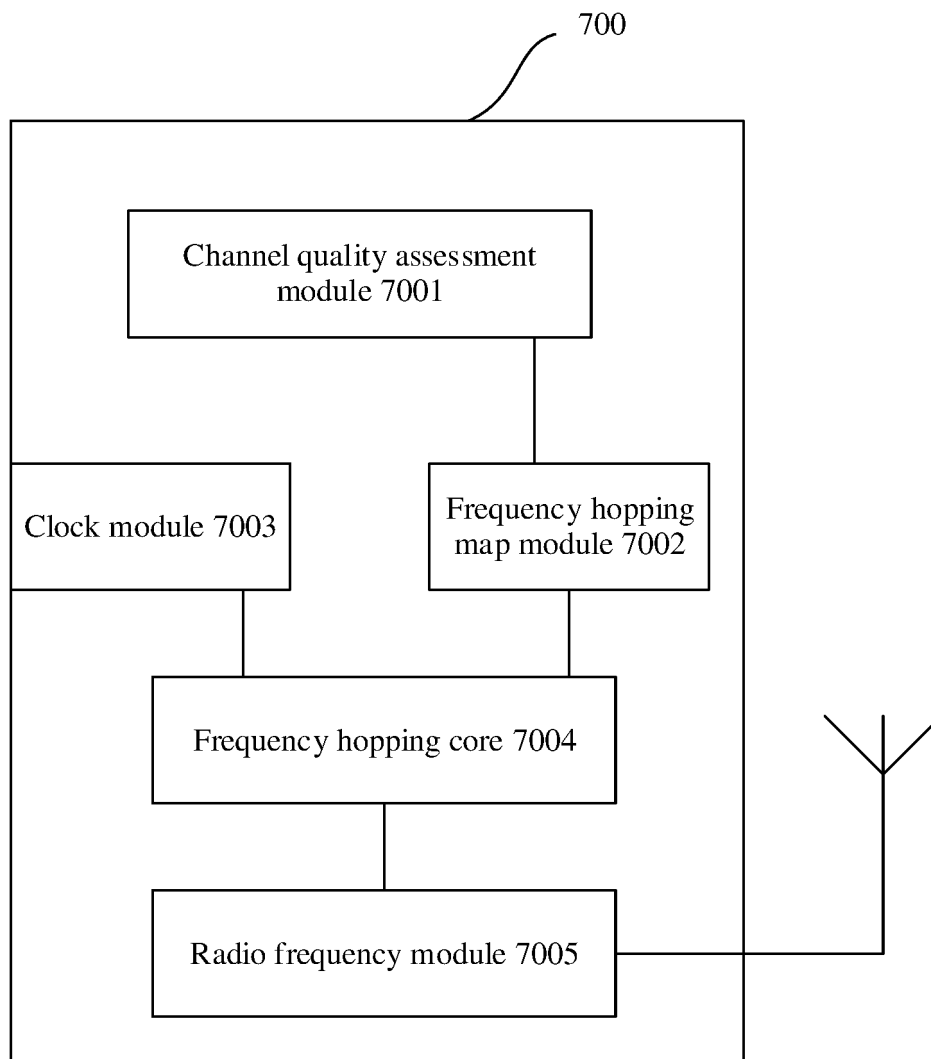 700
Channel quality assessment
module 7001
Clock module 7003
Frequency hopping
map module 7002
Frequency hopping core 7004
Radio frequency module 7005